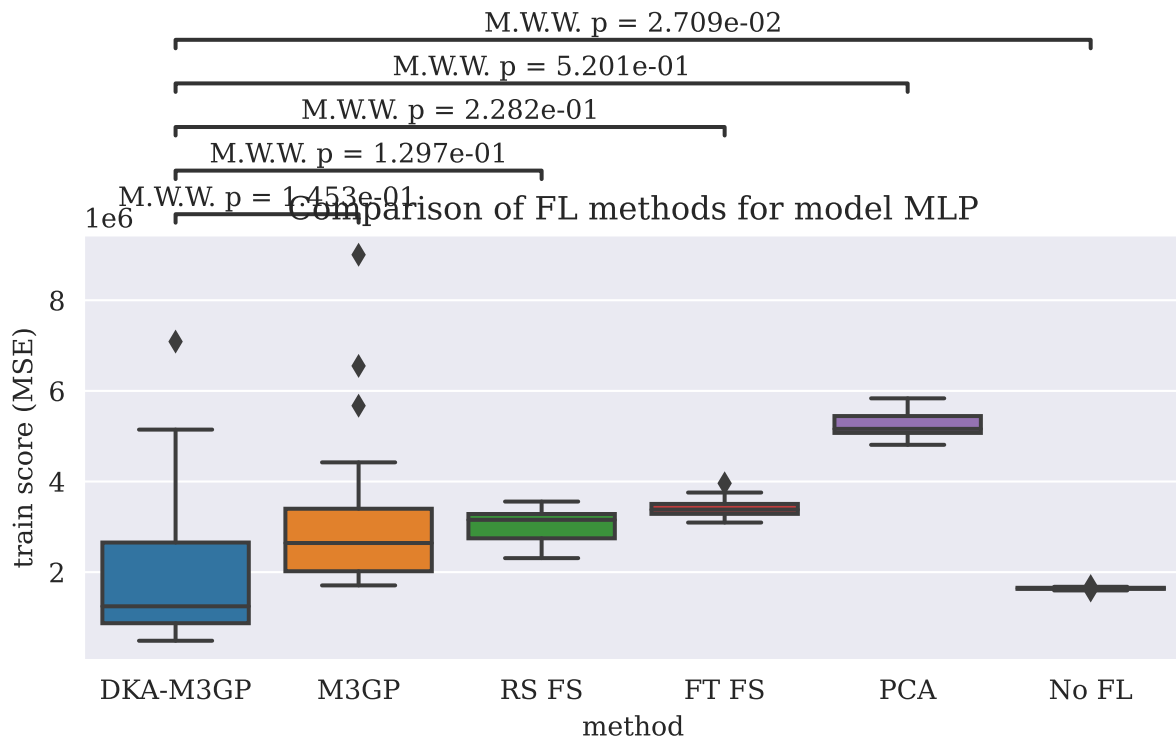 M.W.W. p = 2.709e-02
M.W.W. p = 5.201e-01
M.W.W. p = 2.282e-01
M.W.W. p = 1.297e-01
M.W.W. p = 1.453e-01
Comparison of FL methods for model MLP
1e6
8
6
4
2
train score (MSE)
DKA-M3GP M3GP RS FS FT FS PCA No FL
method